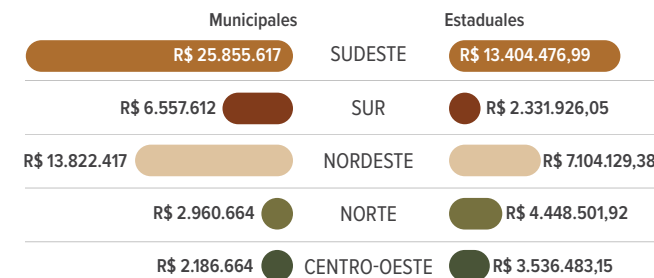 Municipales Estaduales
R$ 25.855.617 SUDESTE R$ 13.404.476,99
R$ 6.557.612 SUR R$ 2.331.926,05
R$ 13.822.417 NORDESTE R$ 7.104.129,38
R$ 2.960.664 NORTE R$ 4.448.501,92
R$ 2.186.664 CENTRO-OESTE R$ 3.536.483,15